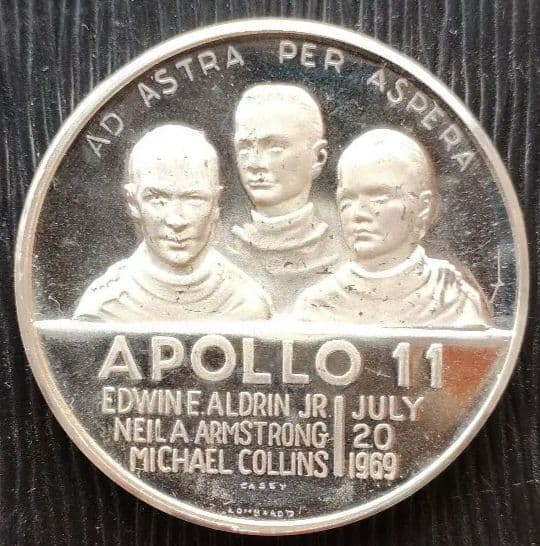 AD ASTRA PER ASPERA
APOLLO 11
EDWIN E. ALDRIN JR.
NEIL A ARMSTRONG
MICHAEL COLLINS
JULY
20
1969
CASEY
LOMBARDO